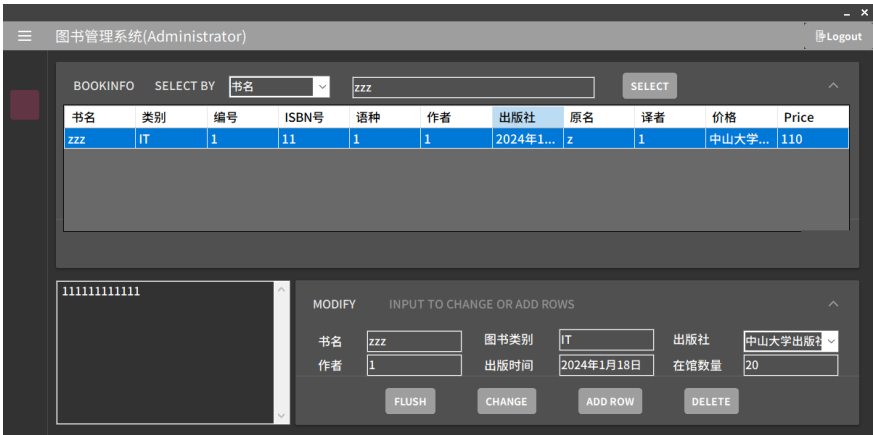 图书管理系统(Administrator) Logout
BOOKINFO SELECT BY 书名 zzz SELECT
书名 类别 编号 ISBN号 语种 作者 出版社 原名 译者 价格 Price
zzz IT 1 11 1 1 2024年1... z 1 中山大学... 110
111111111111
MODIFY INPUT TO CHANGE OR ADD ROWS
书名 zzz 图书类别 IT 出版社 中山大学出版社
作者 1 出版时间 2024年1月18日 在馆数量 20
FLUSH CHANGE ADD ROW DELETE